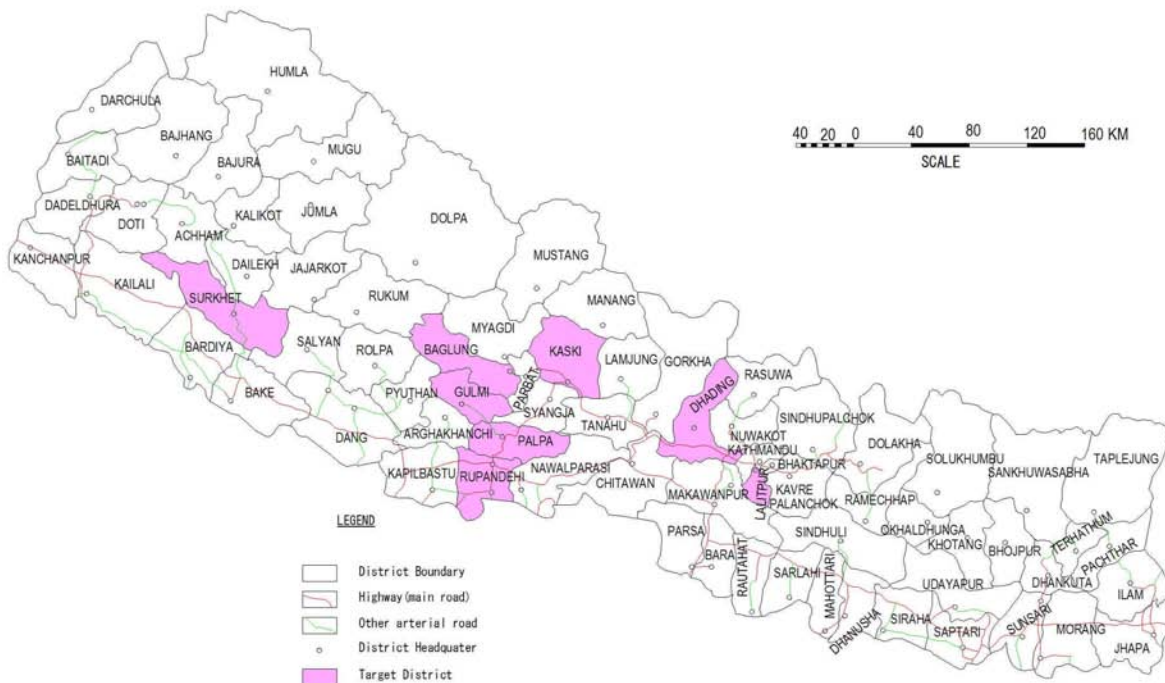 HUMLA
DARCHULA
BAJHANG
MUGU
BAITADI
BAJURA
40 20 0 40 80 120 160 KM
SCALE
DADELDHURA
DOTI
ACHHAM
KALIKOT
JUMLA
DOLPA
KANCHANPUR
KAILALI
DAILEKH
JAJARKOT
MUSTANG
SURKHET
RUKUM
MANANG
BARDIYA
SALYAN
ROLPA
MYAGDI
BAGLUNG
KASKI
LAMJUNG
GORKHA
RASUWA
BAKE
PYUTHAN
GULMI
PARBAT
SYANGJA
TANAHU
DHADING
NUWAKOT
SINDHUPALCHOK
DOLAKHA
SOLUKHUMBU
SANKHUWASABHA
TAPLEJUNG
DANG
ARGHAKHANCHI
PALPA
KATHMANDU
BHAKTAPUR
KAPILBASTU
RUPANDEHI
NAWALPARASI
CHITAWAN
MAKAWANPUR
LALITPUR
KAVRE
PALANCHOK
RAMECHHAP
OKHALDHUNGA
KHOTANG
BHOJPUR
TERHATHUM
PACHTHAR
PARSA
BARA
RAUTAHAT
SARLAHI
SINDHULI
MAHOTTARI
DHANUSHA
SIRAHA
SAPTARI
UDAYAPUR
DHANKUTA
SUNSARI
MORANG
ILAM
JHAPA
LEGEND
District Boundary
Highway(main road)
Other arterial road
District Headquater
Target District